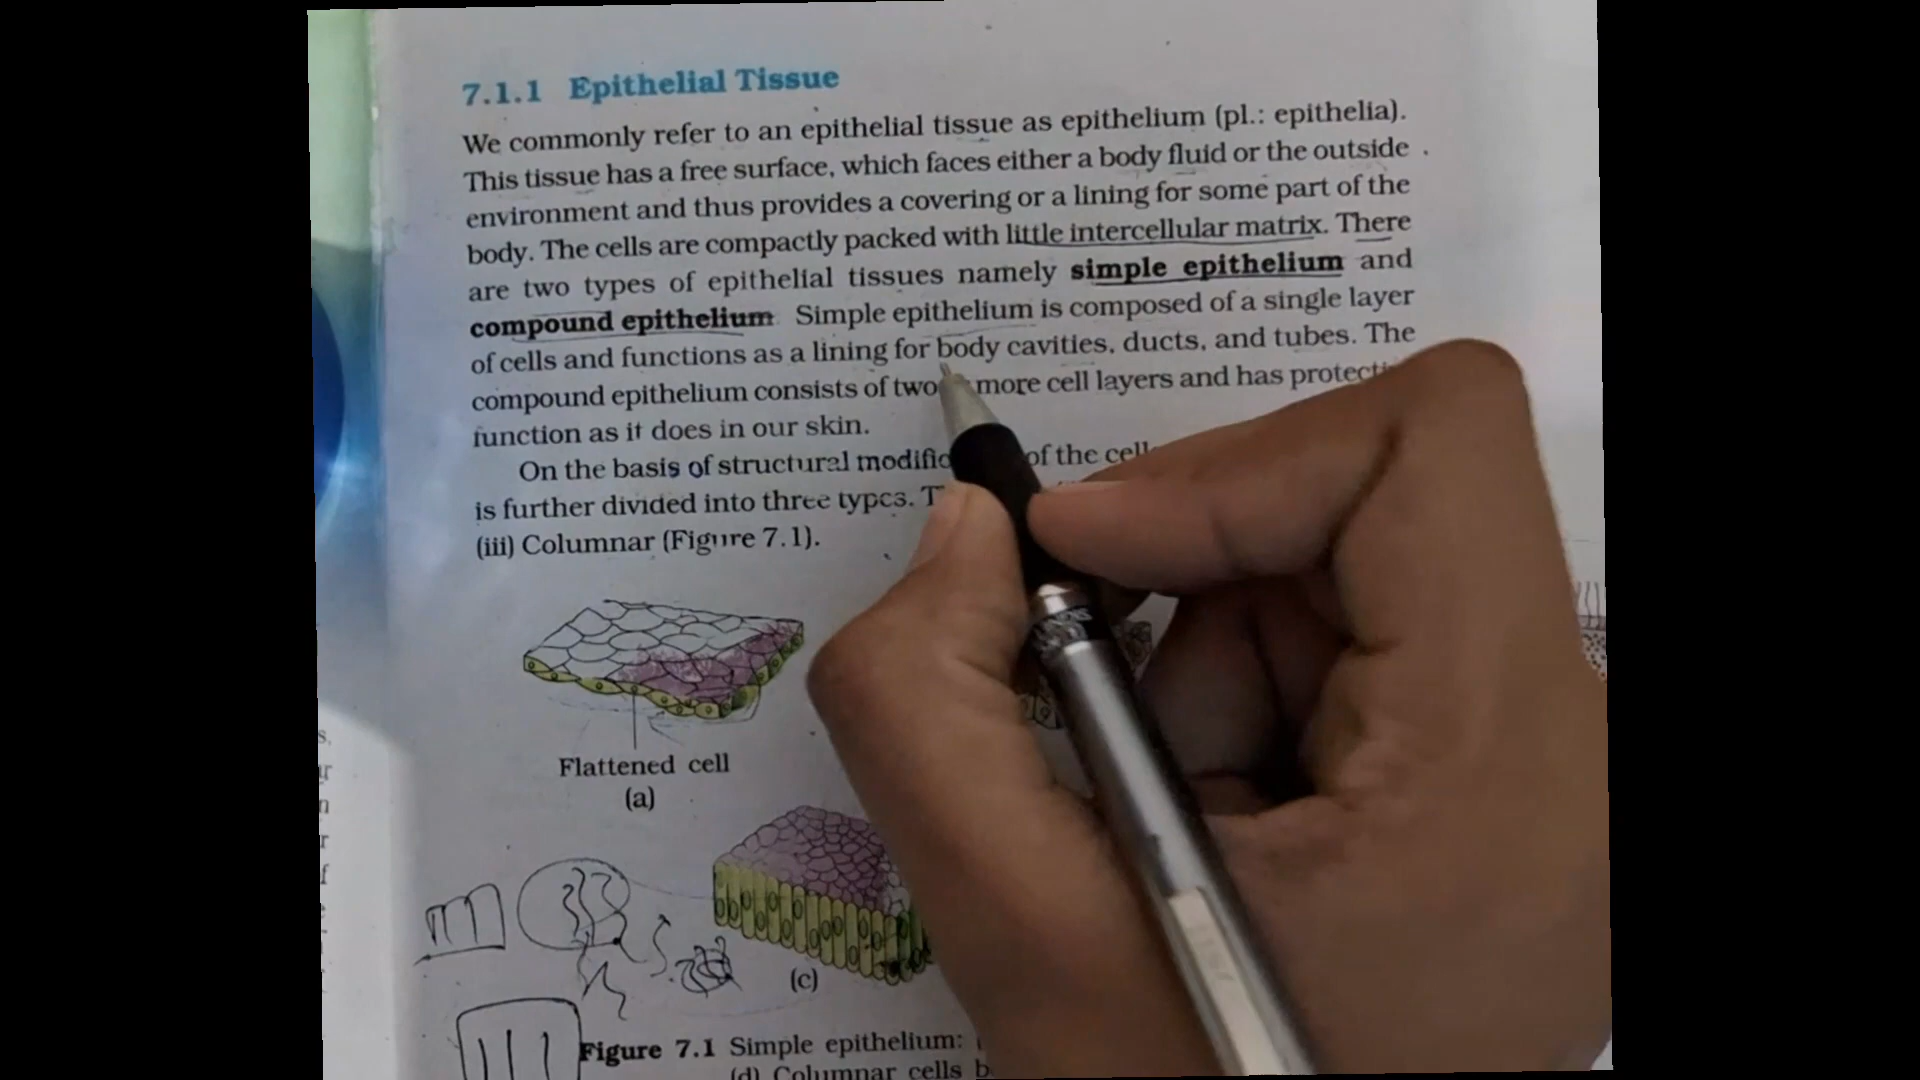 7.1.1 Epithelial Tissue
We commonly refer to an epithelial tissue as epithelium (pl.: epithelia).
This tissue has a free surface, which faces either a body fluid or the outside
environment and thus provides a covering or a lining for some part of the
body. The cells are compactly packed with little intercellular matrix. There
are two types of epithelial tissues namely simple epithelium and
compound epithelium. Simple epithelium is composed of a single layer
of cells and functions as a lining for body cavities, ducts, and tubes. The
compound epithelium consists of two more cell layers and has
function as it does in our skin.
On the basis of structural of the
is further divided into three types.
(iii) Columnar (Figure 7.1).
Flattened cell
(a)
(c)
Figure 7.1 Simple epithelium:
(d) Columnar cells